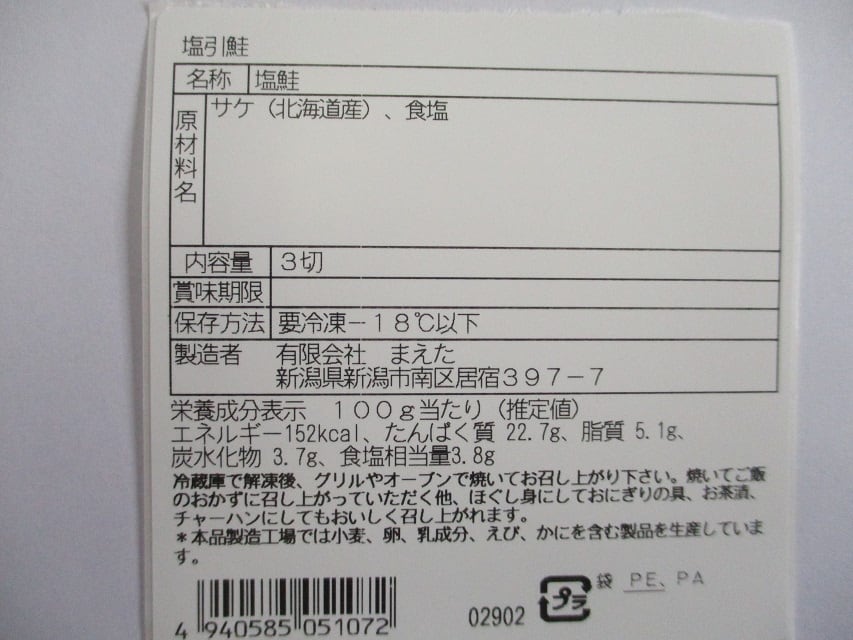 塩引鮭
名称 塩鮭
原材料名 サケ（北海道産）、食塩
内容量 3切
賞味期限
保存方法 要冷凍－１８℃以下
製造者 有限会社 まえた
新潟県新潟市南区居宿３９７－７
栄養成分表示 １００ｇ当たり（推定値）
エネルギー152kcal、たんぱく質 22.7g、脂質 5.1g、
炭水化物 3.7g、食塩相当量3.8g
冷蔵庫で解凍後、グリルやオーブンで焼いてお召し上がり下さい。焼いてご飯
のおかずに召し上がっていただく他、ほぐし身にしておにぎりの具、お茶漬、
チャーハンにしてもおいしく召し上がれます。
＊本品製造工場では小麦、卵、乳成分、えび、かにを含む製品を生産していま
す。
プラ 袋 PE、PA
4 940585 051072 02902